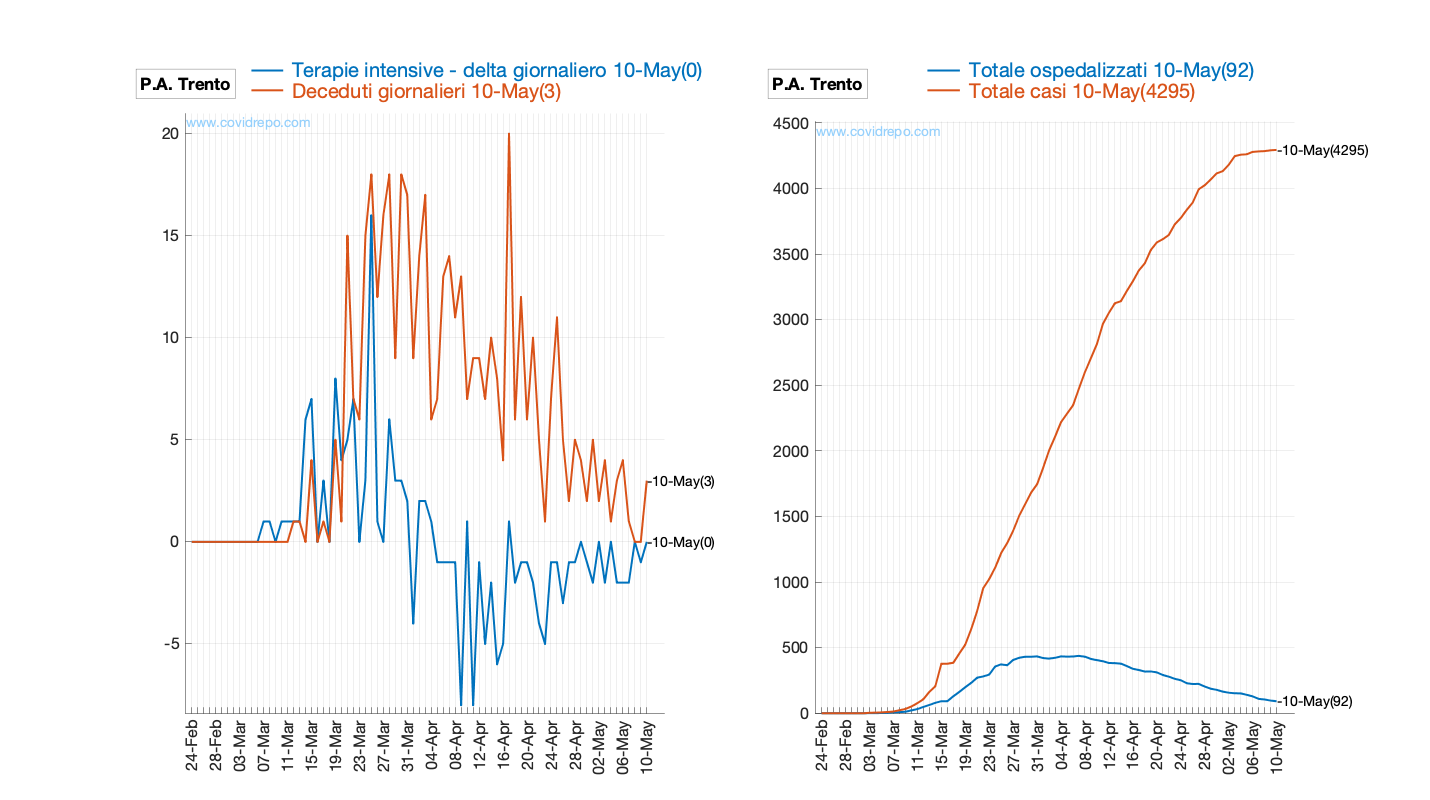 P.A. Trento
Terapie intensive - delta giornaliero 10-May(0)
Deceduti giornalieri 10-May(3)
www.covidrepo.com
20
15
10
5
0
-5
10-May(3)
10-May(0)
24-Feb
28-Feb
03-Mar
07-Mar
11-Mar
15-Mar
19-Mar
23-Mar
27-Mar
31-Mar
04-Apr
08-Apr
12-Apr
16-Apr
20-Apr
24-Apr
28-Apr
02-May
06-May
10-May
P.A. Trento
Totale ospedalizzati 10-May(92)
Totale casi 10-May(4295)
www.covidrepo.com
4500
4000
3500
3000
2500
2000
1500
1000
500
0
10-May(4295)
10-May(92)
24-Feb
28-Feb
03-Mar
07-Mar
11-Mar
15-Mar
19-Mar
23-Mar
27-Mar
31-Mar
04-Apr
08-Apr
12-Apr
16-Apr
20-Apr
24-Apr
28-Apr
02-May
06-May
10-May